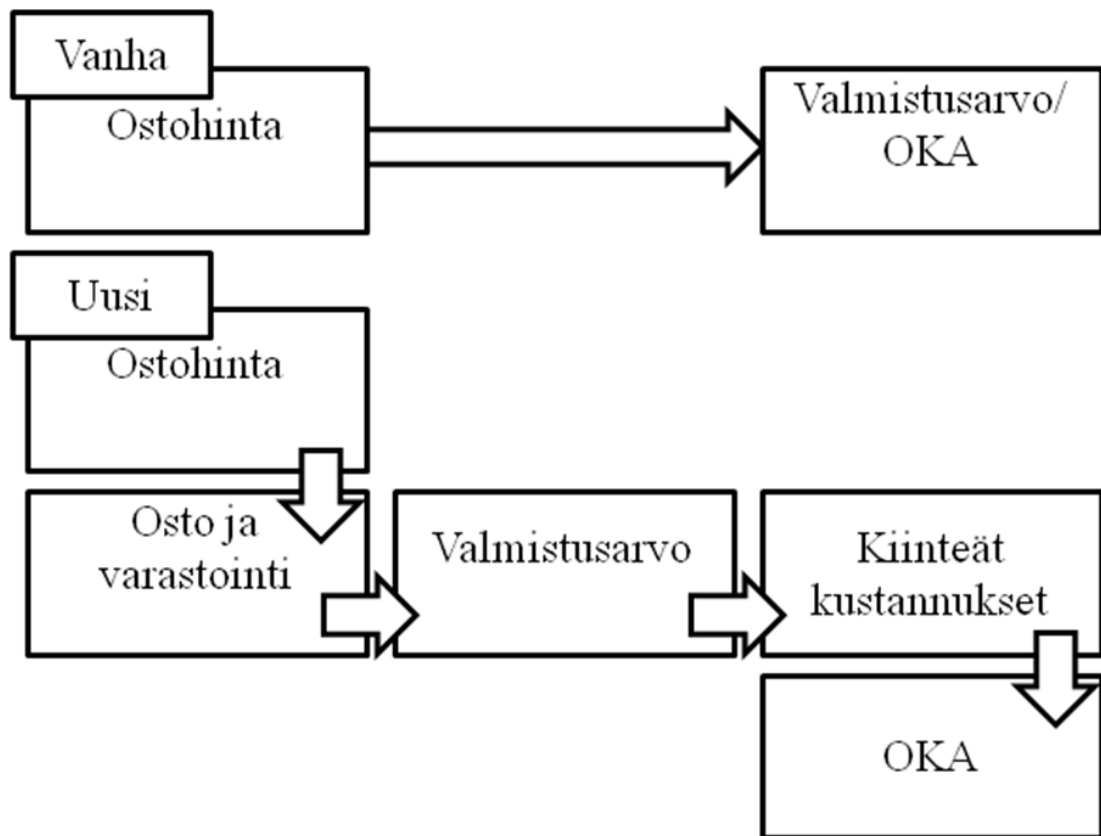 Vanha
Ostohinta
Valmistusarvo/
OKA
Uusi
Ostohinta
Osto ja
varastointi
Valmistusarvo
Kiinteät
kustannukset
OKA